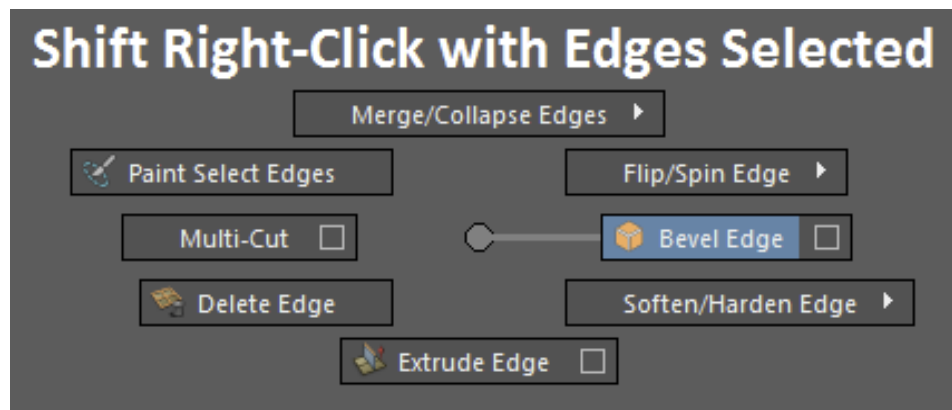 Shift Right-Click with Edges Selected
Merge/Collapse Edges
Paint Select Edges
Flip/Spin Edge
Multi-Cut
Bevel Edge
Delete Edge
Soften/Harden Edge
Extrude Edge